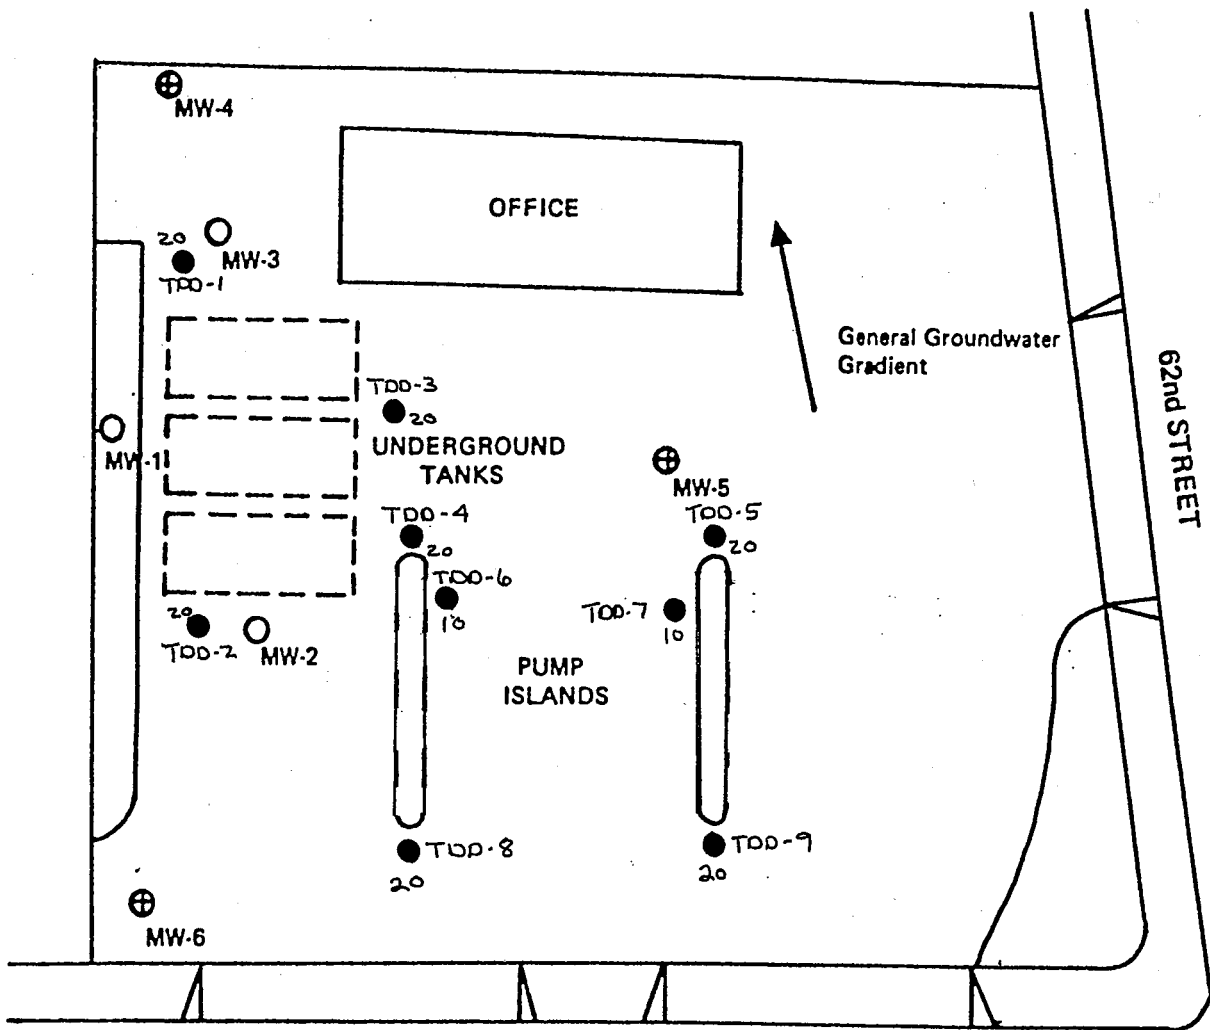 MW-4
OFFICE
20
MW-3
TDD-1
General Groundwater
Gradient
62nd STREET
TDD-3
20
MW-1
UNDERGROUND
TANKS
MW-5
TDD-4
20
TDD-5
20
TDD-6
10
TDD-7
10
20
TDD-2
MW-2
PUMP
ISLANDS
TDD-8
20
TDD-9
20
MW-6